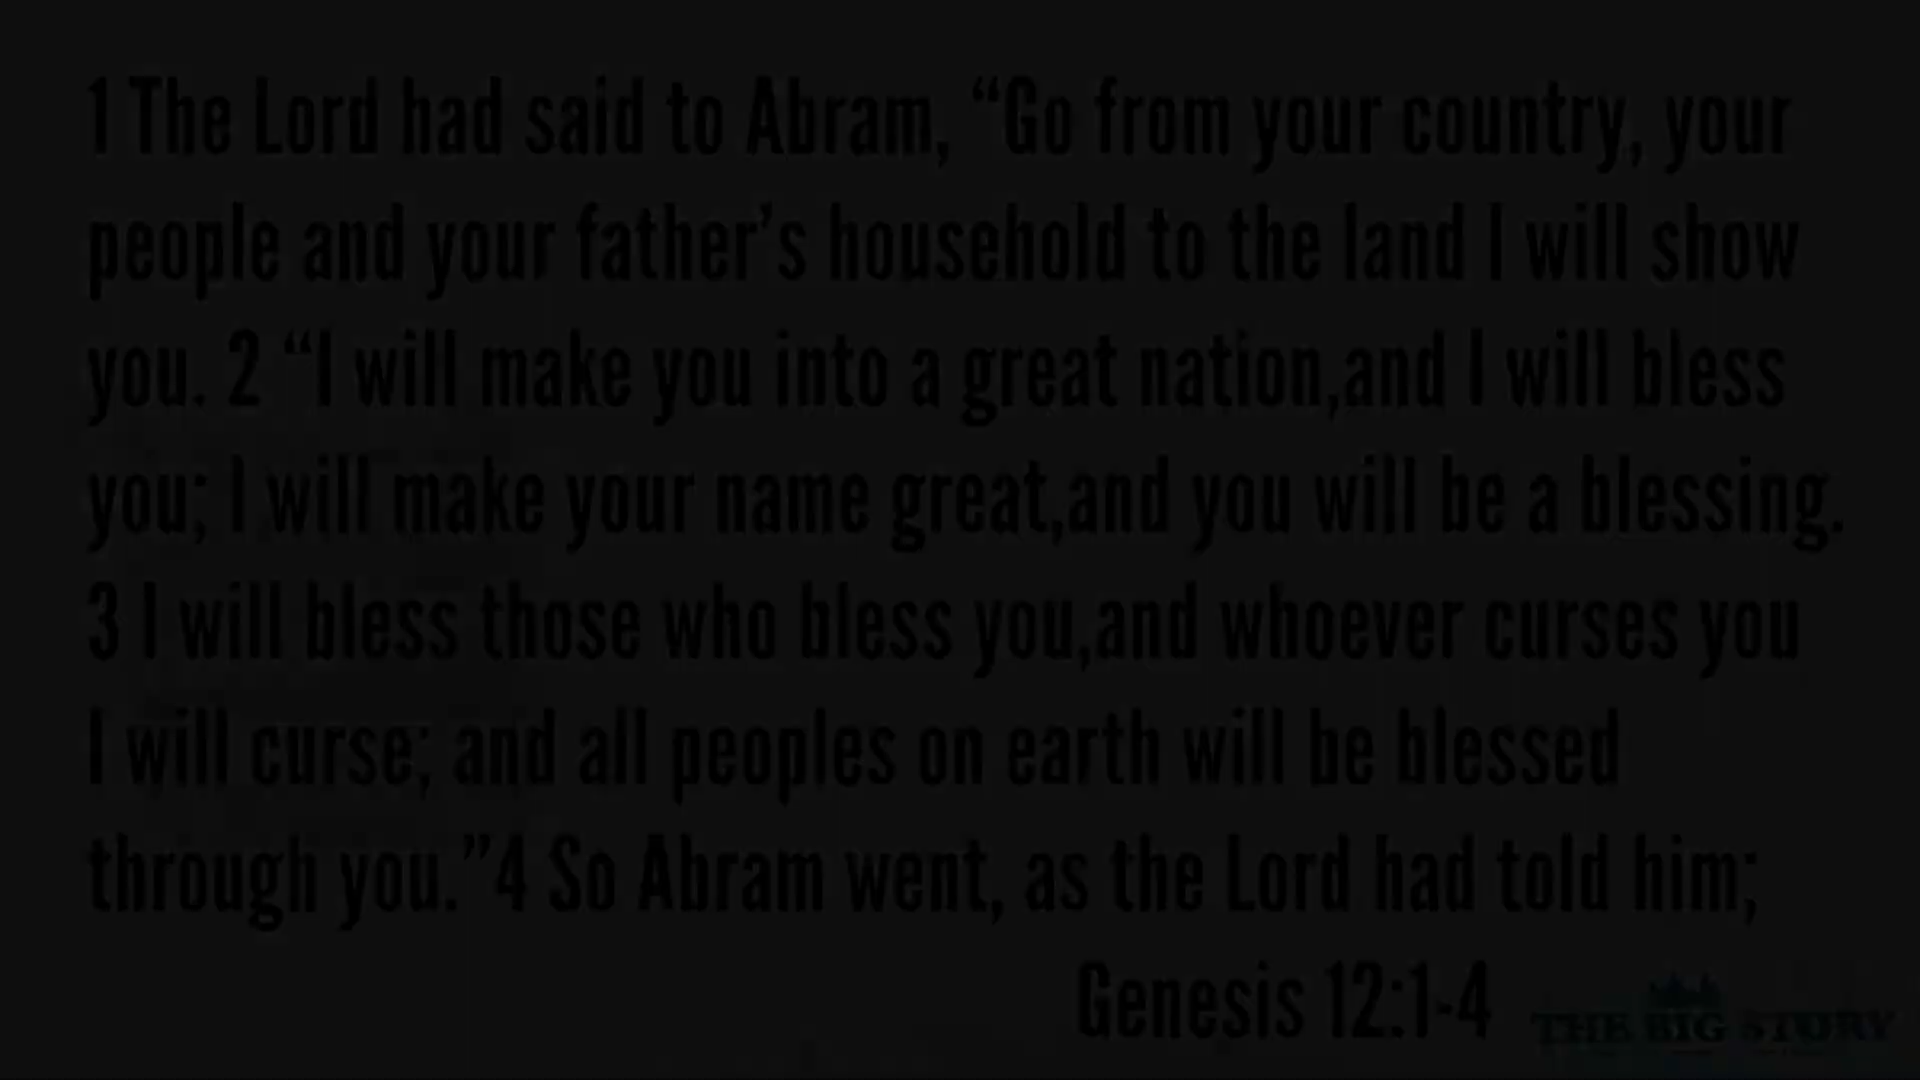 1 The Lord had said to Abram, “Go from your country, your
people and your father’s household to the land I will show
you. 2 “I will make you into a great nation,and I will bless
you; I will make your name great,and you will be a blessing.
3 I will bless those who bless you,and whoever curses you
I will curse; and all peoples on earth will be blessed
through you.”4 So Abram went, as the Lord had told him;
Genesis 12:1-4
THE BIG STORY